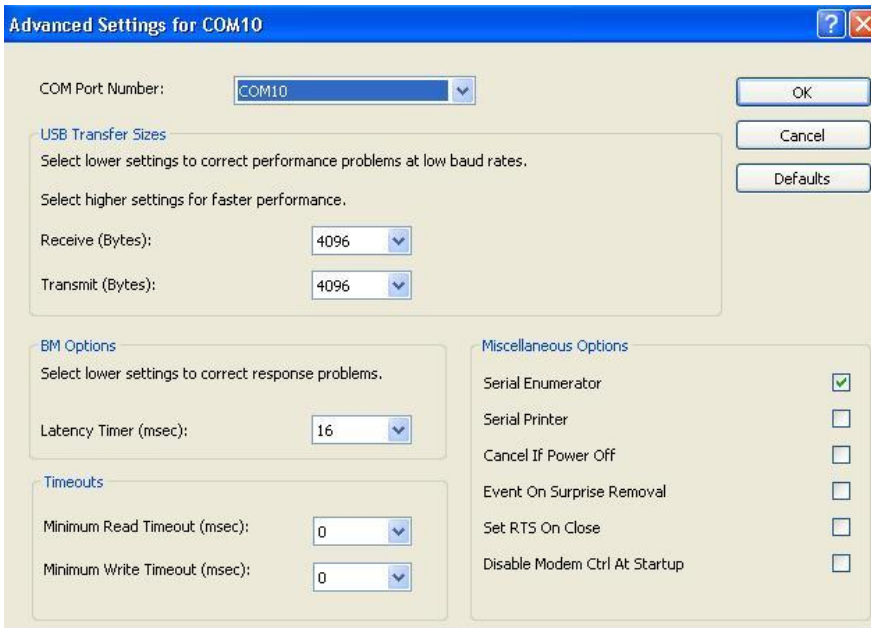 Advanced Settings for COM10
COM Port Number: COM10
OK
USB Transfer Sizes
Cancel
Select lower settings to correct performance problems at low baud rates.
Defaults
Select higher settings for faster performance.
Receive (Bytes): 4096
Transmit (Bytes): 4096
BM Options
Select lower settings to correct response problems.
Latency Timer (msec): 16
Timeouts
Minimum Read Timeout (msec): 0
Minimum Write Timeout (msec): 0
Miscellaneous Options
Serial Enumerator
Serial Printer
Cancel If Power Off
Event On Surprise Removal
Set RTS On Close
Disable Modem Ctrl At Startup